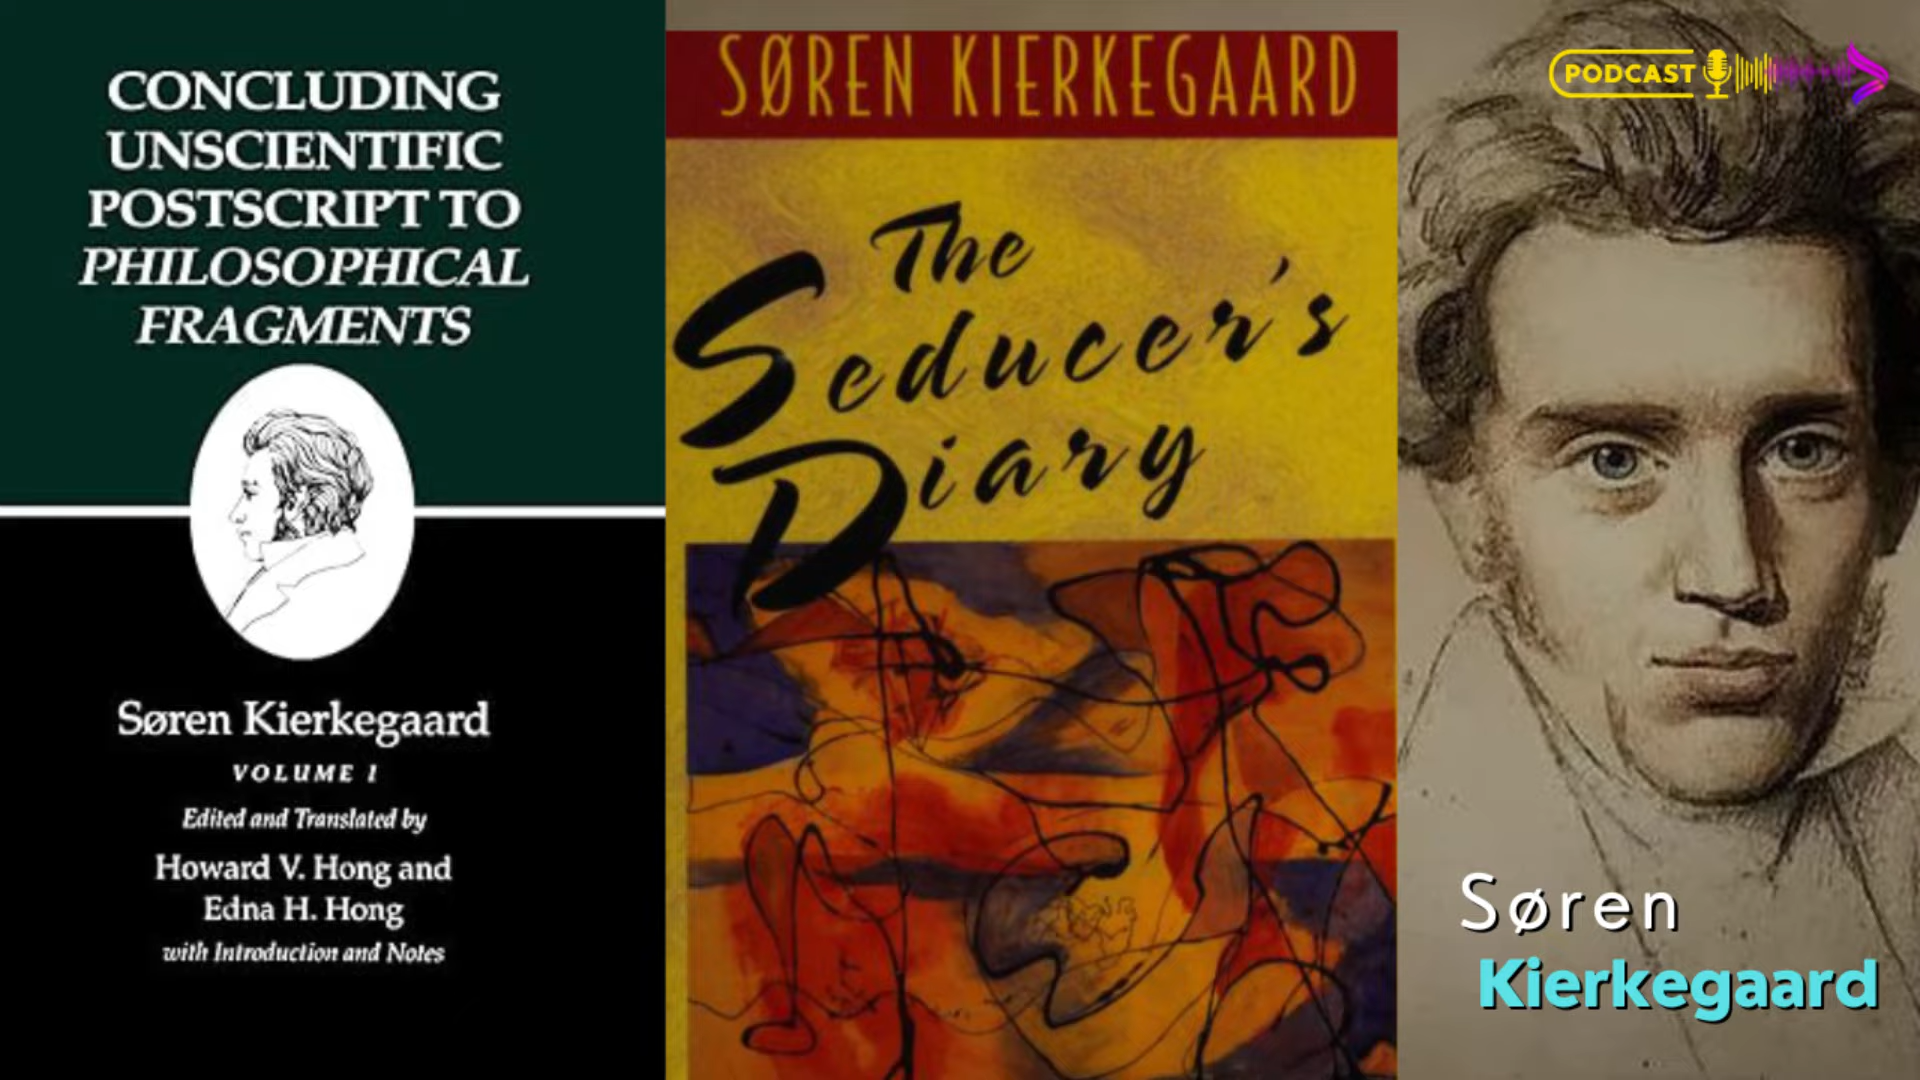 CONCLUDING
UNSCIENTIFIC
POSTSCRIPT TO
PHILOSOPHICAL
FRAGMENTS
Søren Kierkegaard
VOLUME I
Edited and Translated by
Howard V. Hong and
Edna H. Hong
with Introduction and Notes
SØREN KIERKEGAARD
The
Seducer's
Diary
PODCAST
Søren
Kierkegaard